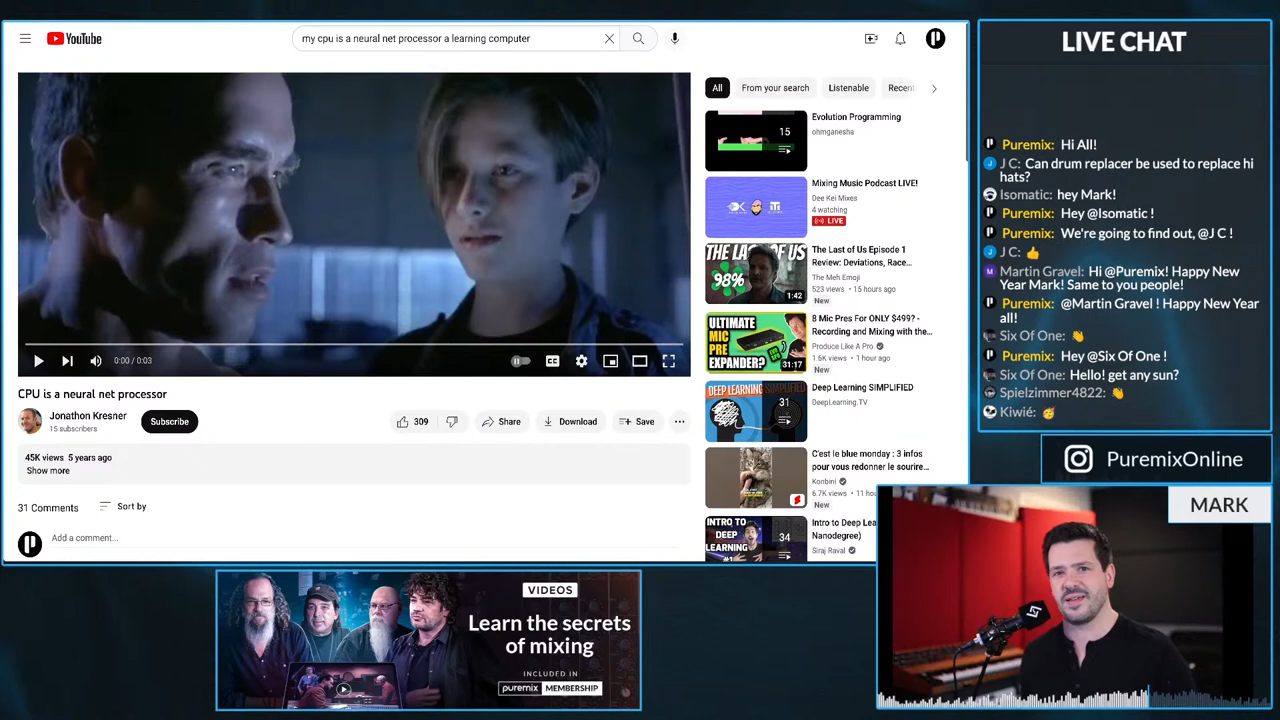 YouTube
my cpu is a neural net processor a learning computer
0:00 / 0:03
CC
CPU is a neural net processor
Jonathon Kresner
15 subscribers
Subscribe
309
Share
Download
Save
45K views 5 years ago
Show more
31 Comments
Sort by
Add a comment...
All
From your search
Listenable
Recent
15
Evolution Programming
ohmganesha
Mixing Music Podcast LIVE!
Dee Kei Mixes
4 watching
LIVE
THE LAST OF US
98%
1:42
The Last of Us Episode 1
Review: Deviations, Race...
The Meh Emoji
523 views • 15 hours ago
New
ULTIMATE
MIC
PRE
EXPANDER?
31:17
8 Mic Pres For ONLY $499? -
Recording and Mixing with the...
Produce Like A Pro
1.6K views • 1 hour ago
New
DEEP LEARNING SIMPLIFIED
31
Deep Learning SIMPLIFIED
DeepLearning.TV
C'est le blue monday : 3 infos
pour vous redonner le sourire...
Konbini
6.7K views • 11 hou
New
INTRO TO
DEEP
LEARNING
#1
34
Intro to Deep Lea
Nanodegree)
Siraj Raval
LIVE CHAT
Puremix: Hi All!
J C: Can drum replacer be used to replace hi
hats?
Isomatic: hey Mark!
Puremix: Hey @Isomatic !
Puremix: We're going to find out, @J C !
J C: 👍
Martin Gravel: Hi @Puremix! Happy New
Year Mark! Same to you people!
Puremix: @Martin Gravel ! Happy New Year
all!
Six Of One: 👋
Puremix: Hey @Six Of One !
Six Of One: Hello! get any sun?
Spielzimmer4822: 👋
Kiwié: 🥳
PuremixOnline
MARK
VIDEOS
Learn the secrets
of mixing
INCLUDED IN
puremix MEMBERSHIP